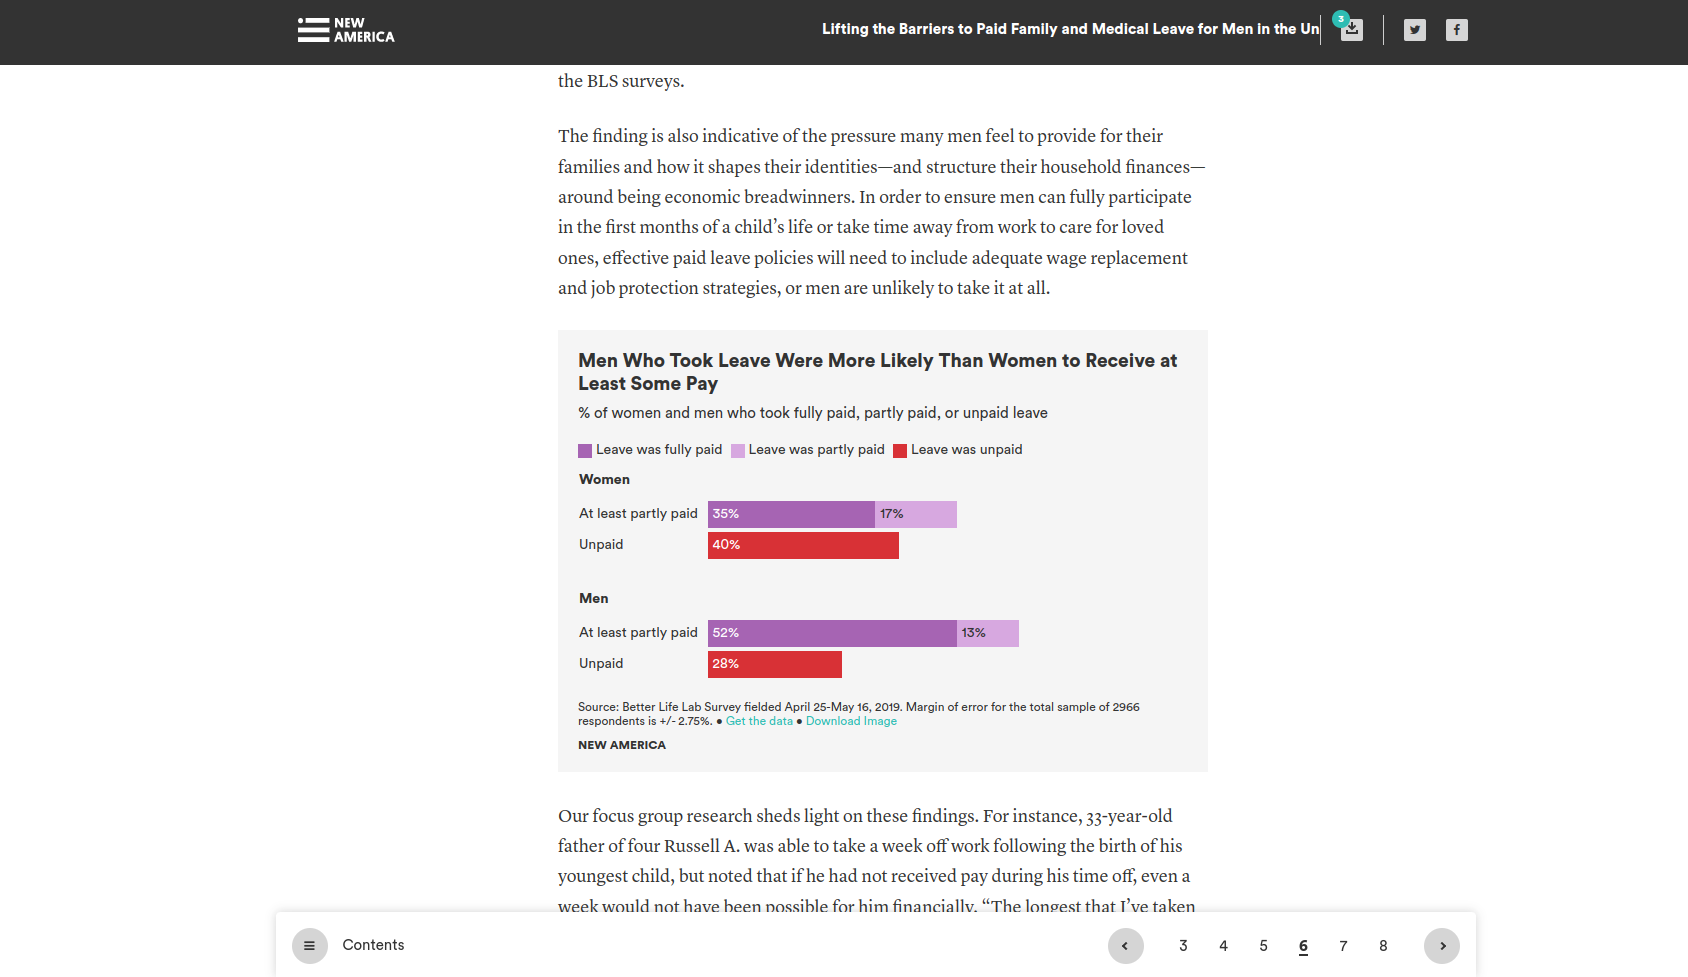 NEW
AMERICA
Lifting the Barriers to Paid Family and Medical Leave for Men in the Un
3
the BLS surveys.
The finding is also indicative of the pressure many men feel to provide for their
families and how it shapes their identities—and structure their household finances—
around being economic breadwinners. In order to ensure men can fully participate
in the first months of a child’s life or take time away from work to care for loved
ones, effective paid leave policies will need to include adequate wage replacement
and job protection strategies, or men are unlikely to take it at all.
Men Who Took Leave Were More Likely Than Women to Receive at
Least Some Pay
% of women and men who took fully paid, partly paid, or unpaid leave
Leave was fully paid Leave was partly paid Leave was unpaid
Women
At least partly paid 35% 17%
Unpaid 40%
Men
At least partly paid 52% 13%
Unpaid 28%
Source: Better Life Lab Survey fielded April 25-May 16, 2019. Margin of error for the total sample of 2966
respondents is +/- 2.75%. • Get the data • Download Image
NEW AMERICA
Our focus group research sheds light on these findings. For instance, 33-year-old
father of four Russell A. was able to take a week off work following the birth of his
youngest child, but noted that if he had not received pay during his time off, even a
week would not have been possible for him financially. “The longest that I’ve taken
Contents 3 4 5 6 7 8